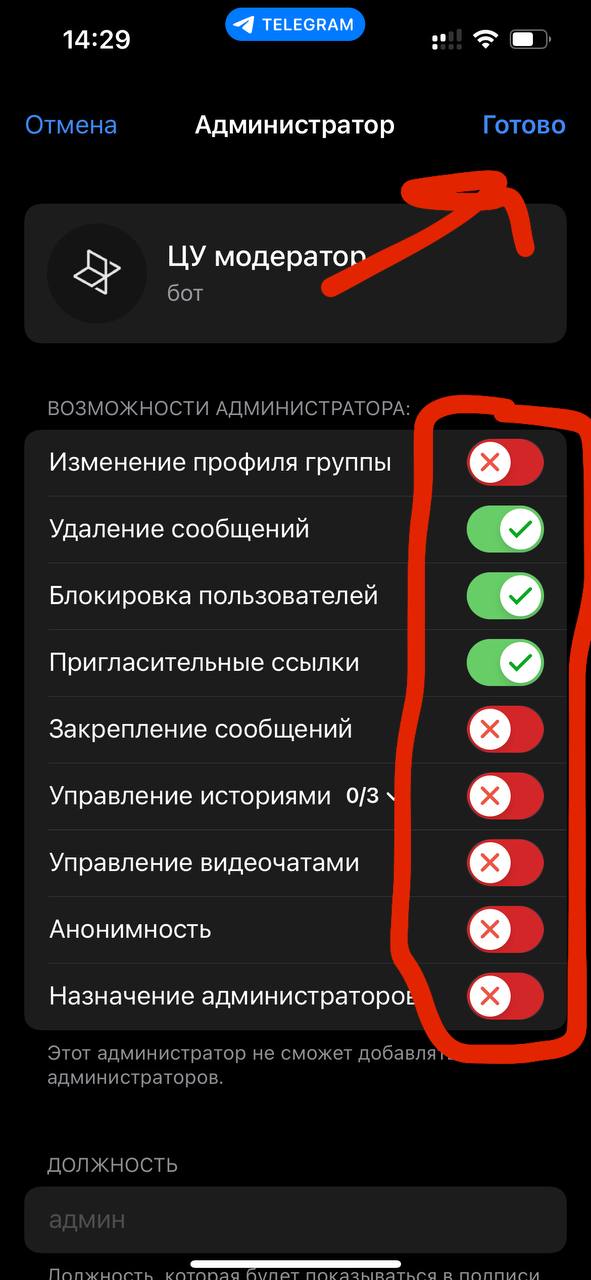 14:29
TELEGRAM
Отмена
Администратор
Готово
ЦУ модератор
бот
ВОЗМОЖНОСТИ АДМИНИСТРАТОРА:
Изменение профиля группы
Удаление сообщений
Блокировка пользователей
Пригласительные ссылки
Закрепление сообщений
Управление историями 0/3
Управление видеочатами
Анонимность
Назначение администраторов
Этот администратор не сможет добавлять
администраторов.
ДОЛЖНОСТЬ
админ
Должность, которая будет показываться в подписи